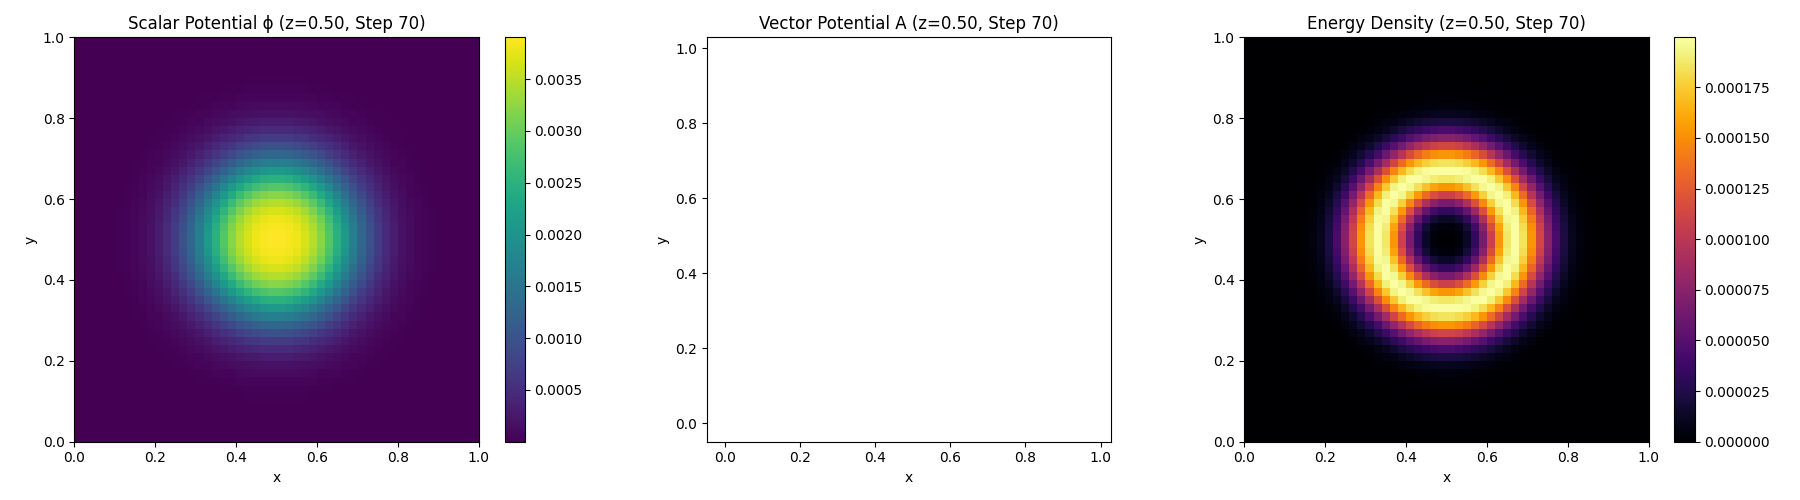 Scalar Potential ϕ (z=0.50, Step 70)
1.0
0.8
0.6
0.4
0.2
0.0
y
0.0 0.2 0.4 0.6 0.8 1.0
x
0.0035
0.0030
0.0025
0.0020
0.0015
0.0010
0.0005
Vector Potential A (z=0.50, Step 70)
1.0
0.8
0.6
0.4
0.2
0.0
y
0.0 0.2 0.4 0.6 0.8 1.0
x
Energy Density (z=0.50, Step 70)
1.0
0.8
0.6
0.4
0.2
0.0
y
0.0 0.2 0.4 0.6 0.8 1.0
x
0.000175
0.000150
0.000125
0.000100
0.000075
0.000050
0.000025
0.000000